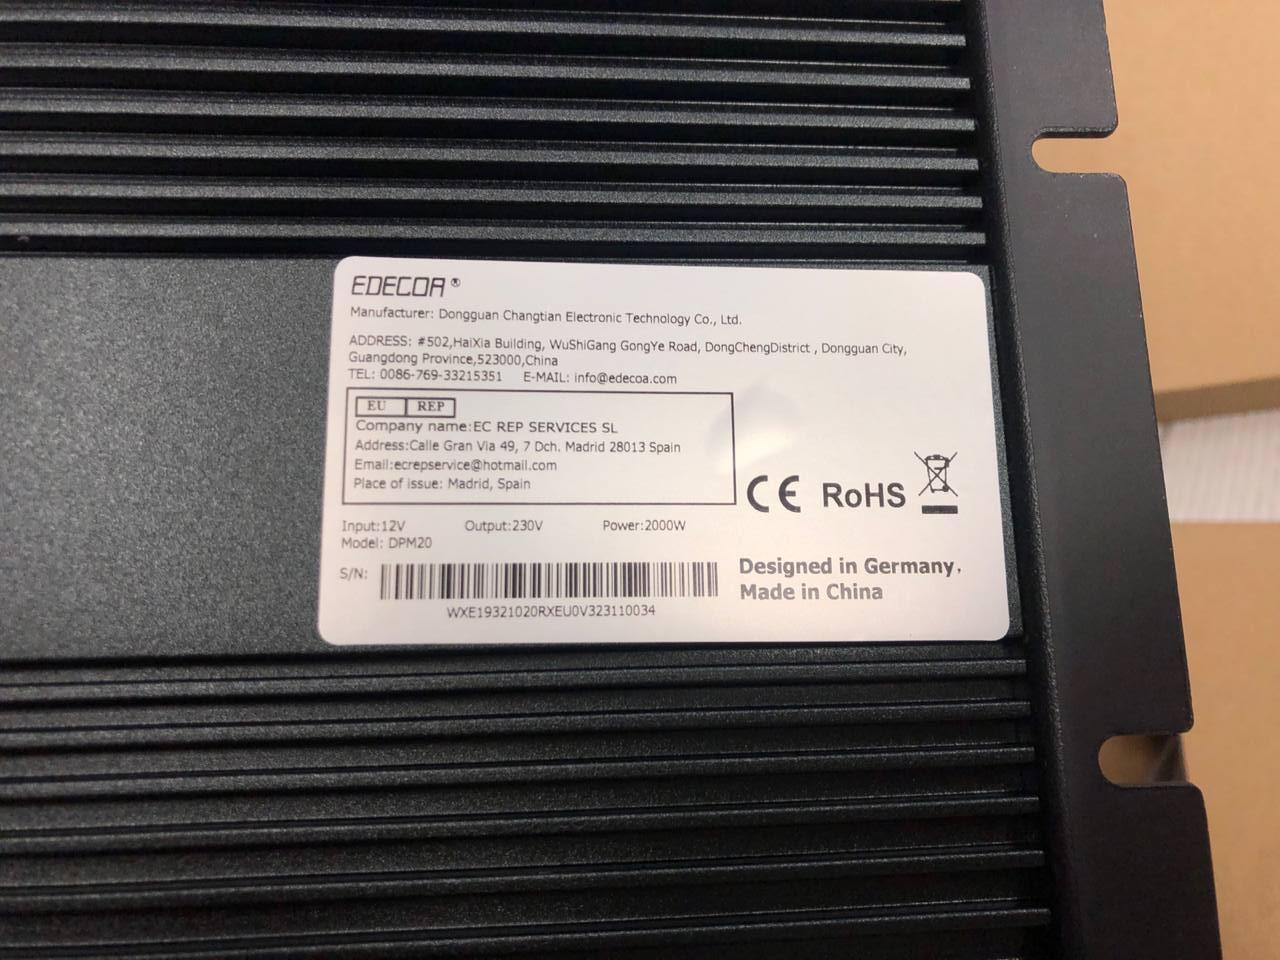 EDECOA®
Manufacturer: Dongguan Changtian Electronic Technology Co., Ltd.
ADDRESS: #502,HaiXia Building, WuShiGang GongYe Road, DongChengDistrict , Dongguan City,
Guangdong Province,523000,China
TEL: 0086-769-33215351 E-MAIL: info@edecoa.com
EU REP
Company name:EC REP SERVICES SL
Address:Calle Gran Via 49, 7 Dch. Madrid 28013 Spain
Email:ecrepservice@hotmail.com
Place of issue: Madrid, Spain
CE RoHS
Input:12V Output:230V Power:2000W
Model: DPM20
S/N:
WXE19321020RXEU0V323110034
Designed in Germany,
Made in China